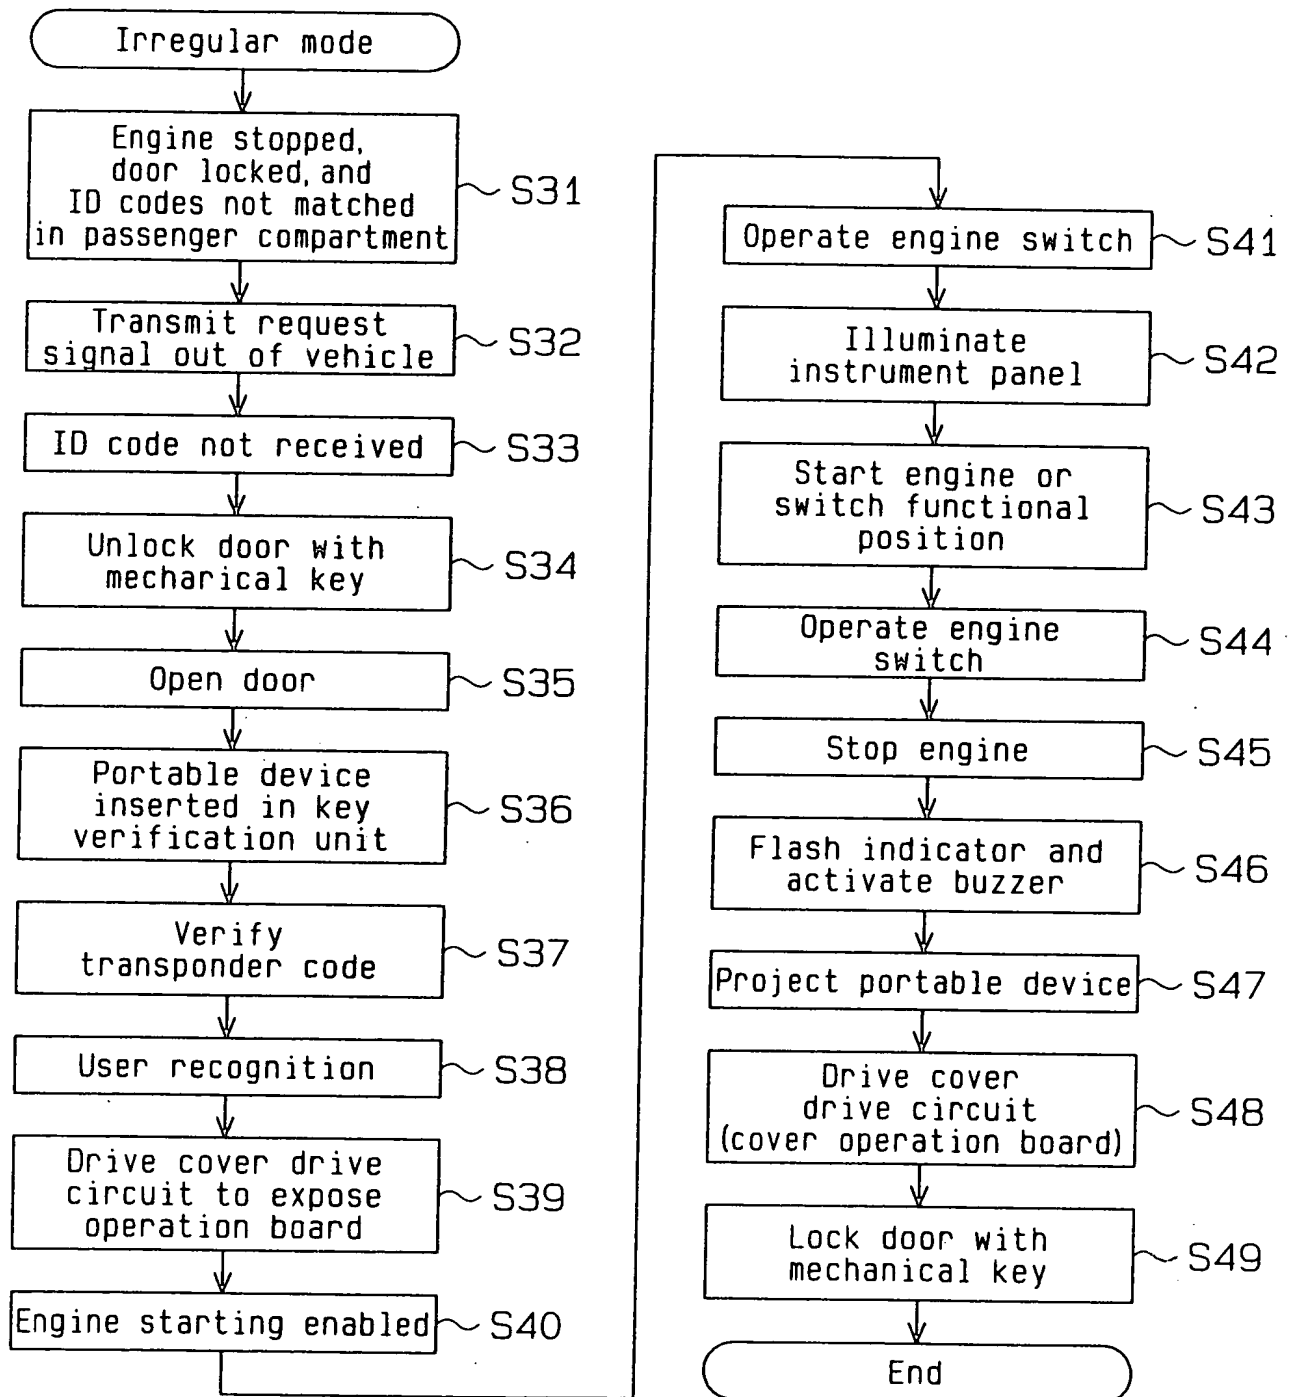 Irregular mode
Engine stopped,
door locked, and
ID codes not matched
in passenger compartment
S31
Transmit request
signal out of vehicle
S32
ID code not received
S33
Unlock door with
mecharical key
S34
Open door
S35
Portable device
inserted in key
verification unit
S36
Verify
transponder code
S37
User recognition
S38
Drive cover drive
circuit to expose
operation board
S39
Engine starting enabled
S40
Operate engine switch
S41
Illuminate
instrument panel
S42
Start engine or
switch functional
position
S43
Operate engine
switch
S44
Stop engine
S45
Flash indicator and
activate buzzer
S46
Project portable device
S47
Drive cover
drive circuit
(cover operation board)
S48
Lock door with
mechanical key
S49
End